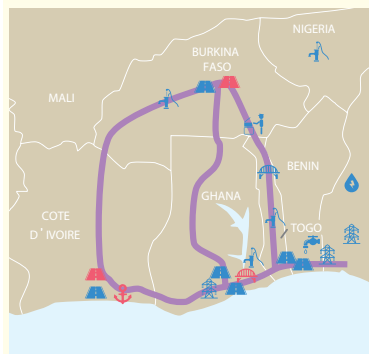 NIGERIA
BURKINA
FASO
MALI
BENIN
GHANA
COTE
D'IVOIRE
TOGO